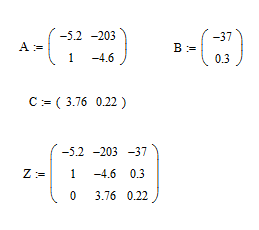 A := ( −5.2 −203 ) B := ( −37 )
( 1 −4.6 ) ( 0.3 )
C := ( 3.76 0.22 )
( −5.2 −203 −37 )
Z := ( 1 −4.6 0.3 )
( 0 3.76 0.22 )